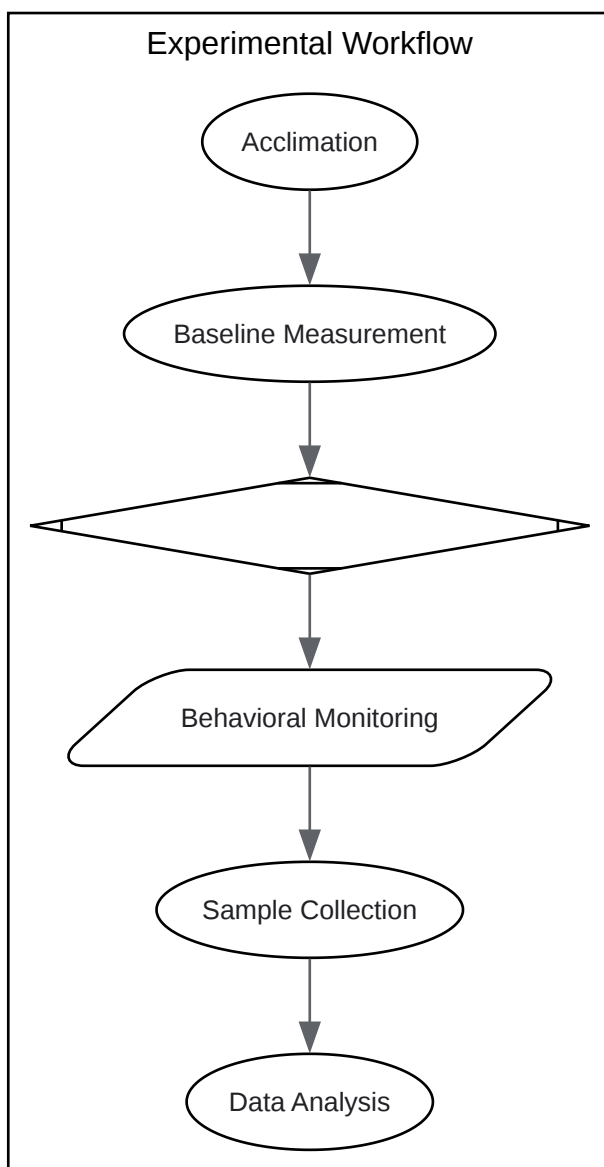 Experimental Workflow
Acclimation
Baseline Measurement
Behavioral Monitoring
Sample Collection
Data Analysis